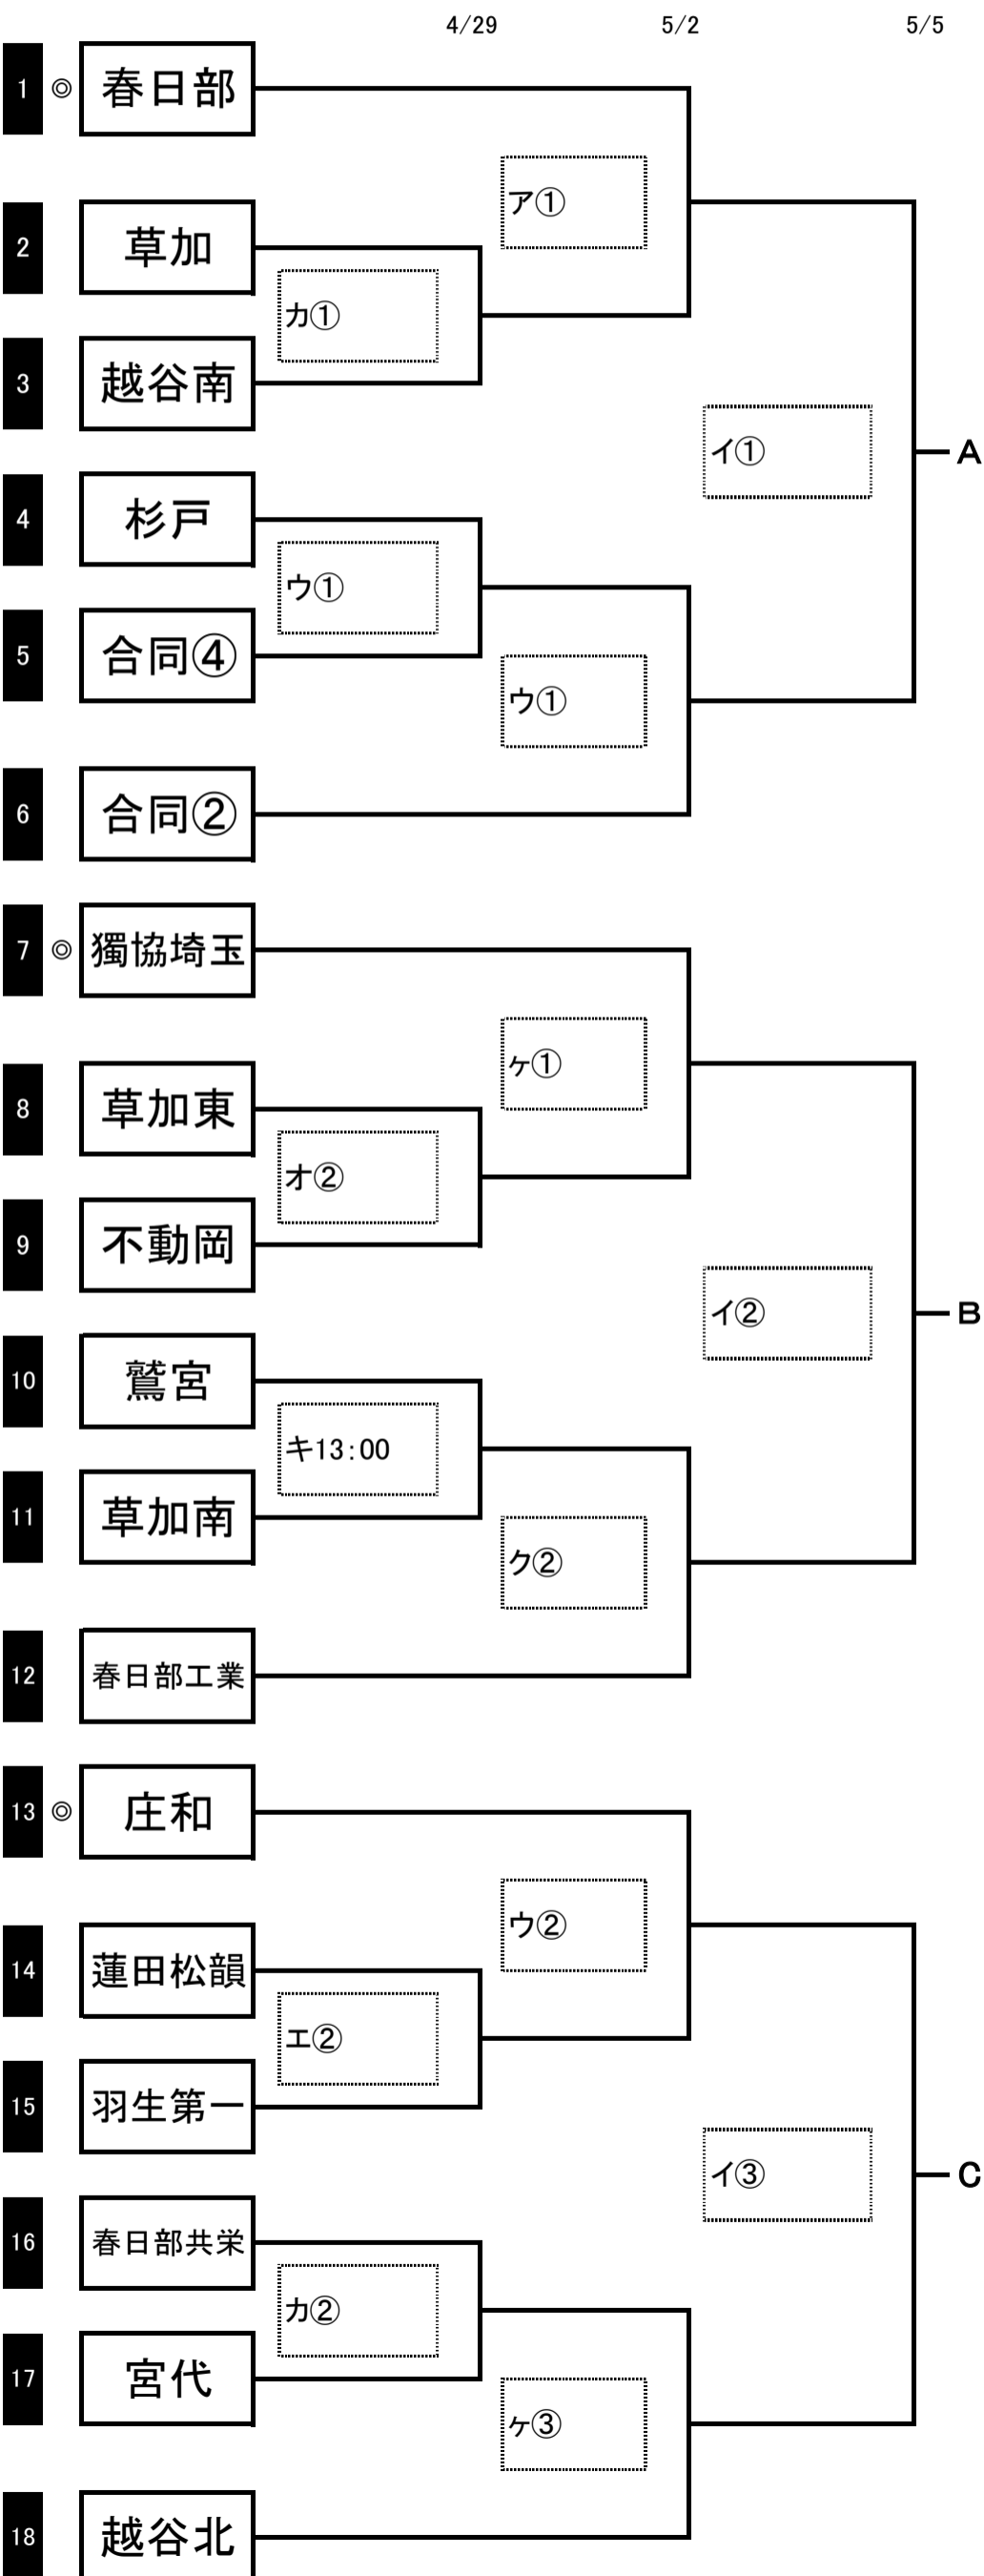 4/29 5/2 5/5
1 ◎ 春日部
ア①
2 草加
カ①
3 越谷南
イ① A
4 杉戸
ウ①
5 合同④
ウ①
6 合同②
7 ◎ 獨協埼玉
ヶ①
8 草加東
オ②
9 不動岡
イ② B
10 鷲宮
キ13:00
11 草加南
ク②
12 春日部工業
13 ◎ 庄和
ウ②
14 蓮田松韻
エ②
15 羽生第一
イ③ C
16 春日部共栄
カ②
17 宮代
ヶ③
18 越谷北